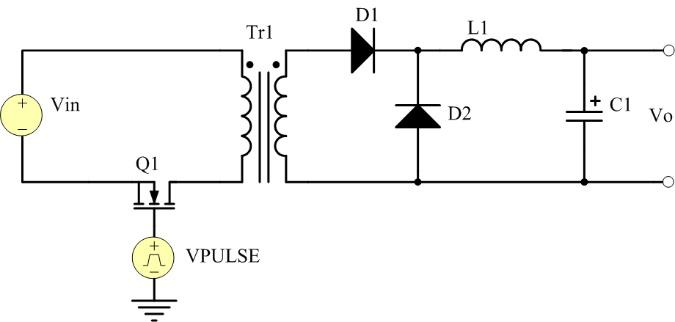 D1
L1
Tr1
Vin
+
−
D2
+
C1
Vo
Q1
+
−
VPULSE